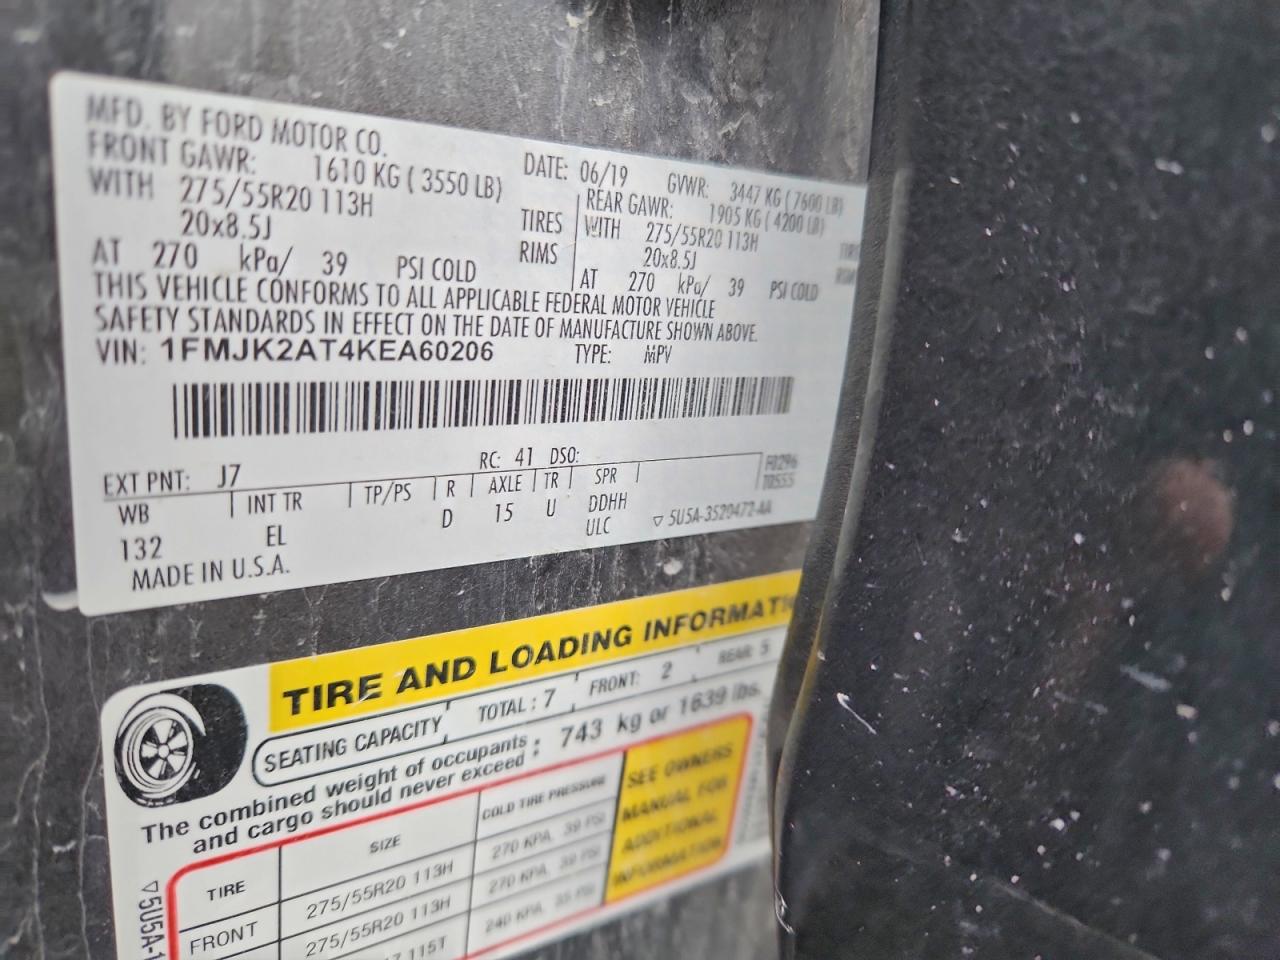 MFD. BY FORD MOTOR CO.
DATE: 06/19 GVWR: 3447 KG ( 7600 LB)
FRONT GAWR: 1610 KG ( 3550 LB) REAR GAWR: 1905 KG ( 4200 LB)
WITH 275/55R20 113H TIRES WITH 275/55R20 113H
20x8.5J RIMS 20x8.5J
AT 270 kPa/ 39 PSI COLD AT 270 kPa/ 39 PSI COLD
THIS VEHICLE CONFORMS TO ALL APPLICABLE FEDERAL MOTOR VEHICLE
SAFETY STANDARDS IN EFFECT ON THE DATE OF MANUFACTURE SHOWN ABOVE.
VIN: 1FMJK2AT4KEA60206 TYPE: MPV
EXT PNT: J7 RC: 41 DSO:
WB INT TR TP/PS R AXLE TR SPR
132 EL D 15 U DDHH
ULC 5U5A-3520472-AA
MADE IN U.S.A.
TIRE AND LOADING INFORMATI
SEATING CAPACITY TOTAL : 7 FRONT: 2 REAR: 5
The combined weight of occupants and cargo should never exceed : 743 kg or 1639 lbs.
TIRE SIZE COLD TIRE PRESSURE
FRONT 275/55R20 113H 270 KPA, 39 PSI
275/55R20 113H 270 KPA, 39 PSI
115T 240 KPA, 35 PSI
SEE OWNERS
MANUAL FOR
ADDITIONAL
INFORMATION
5U5A-1